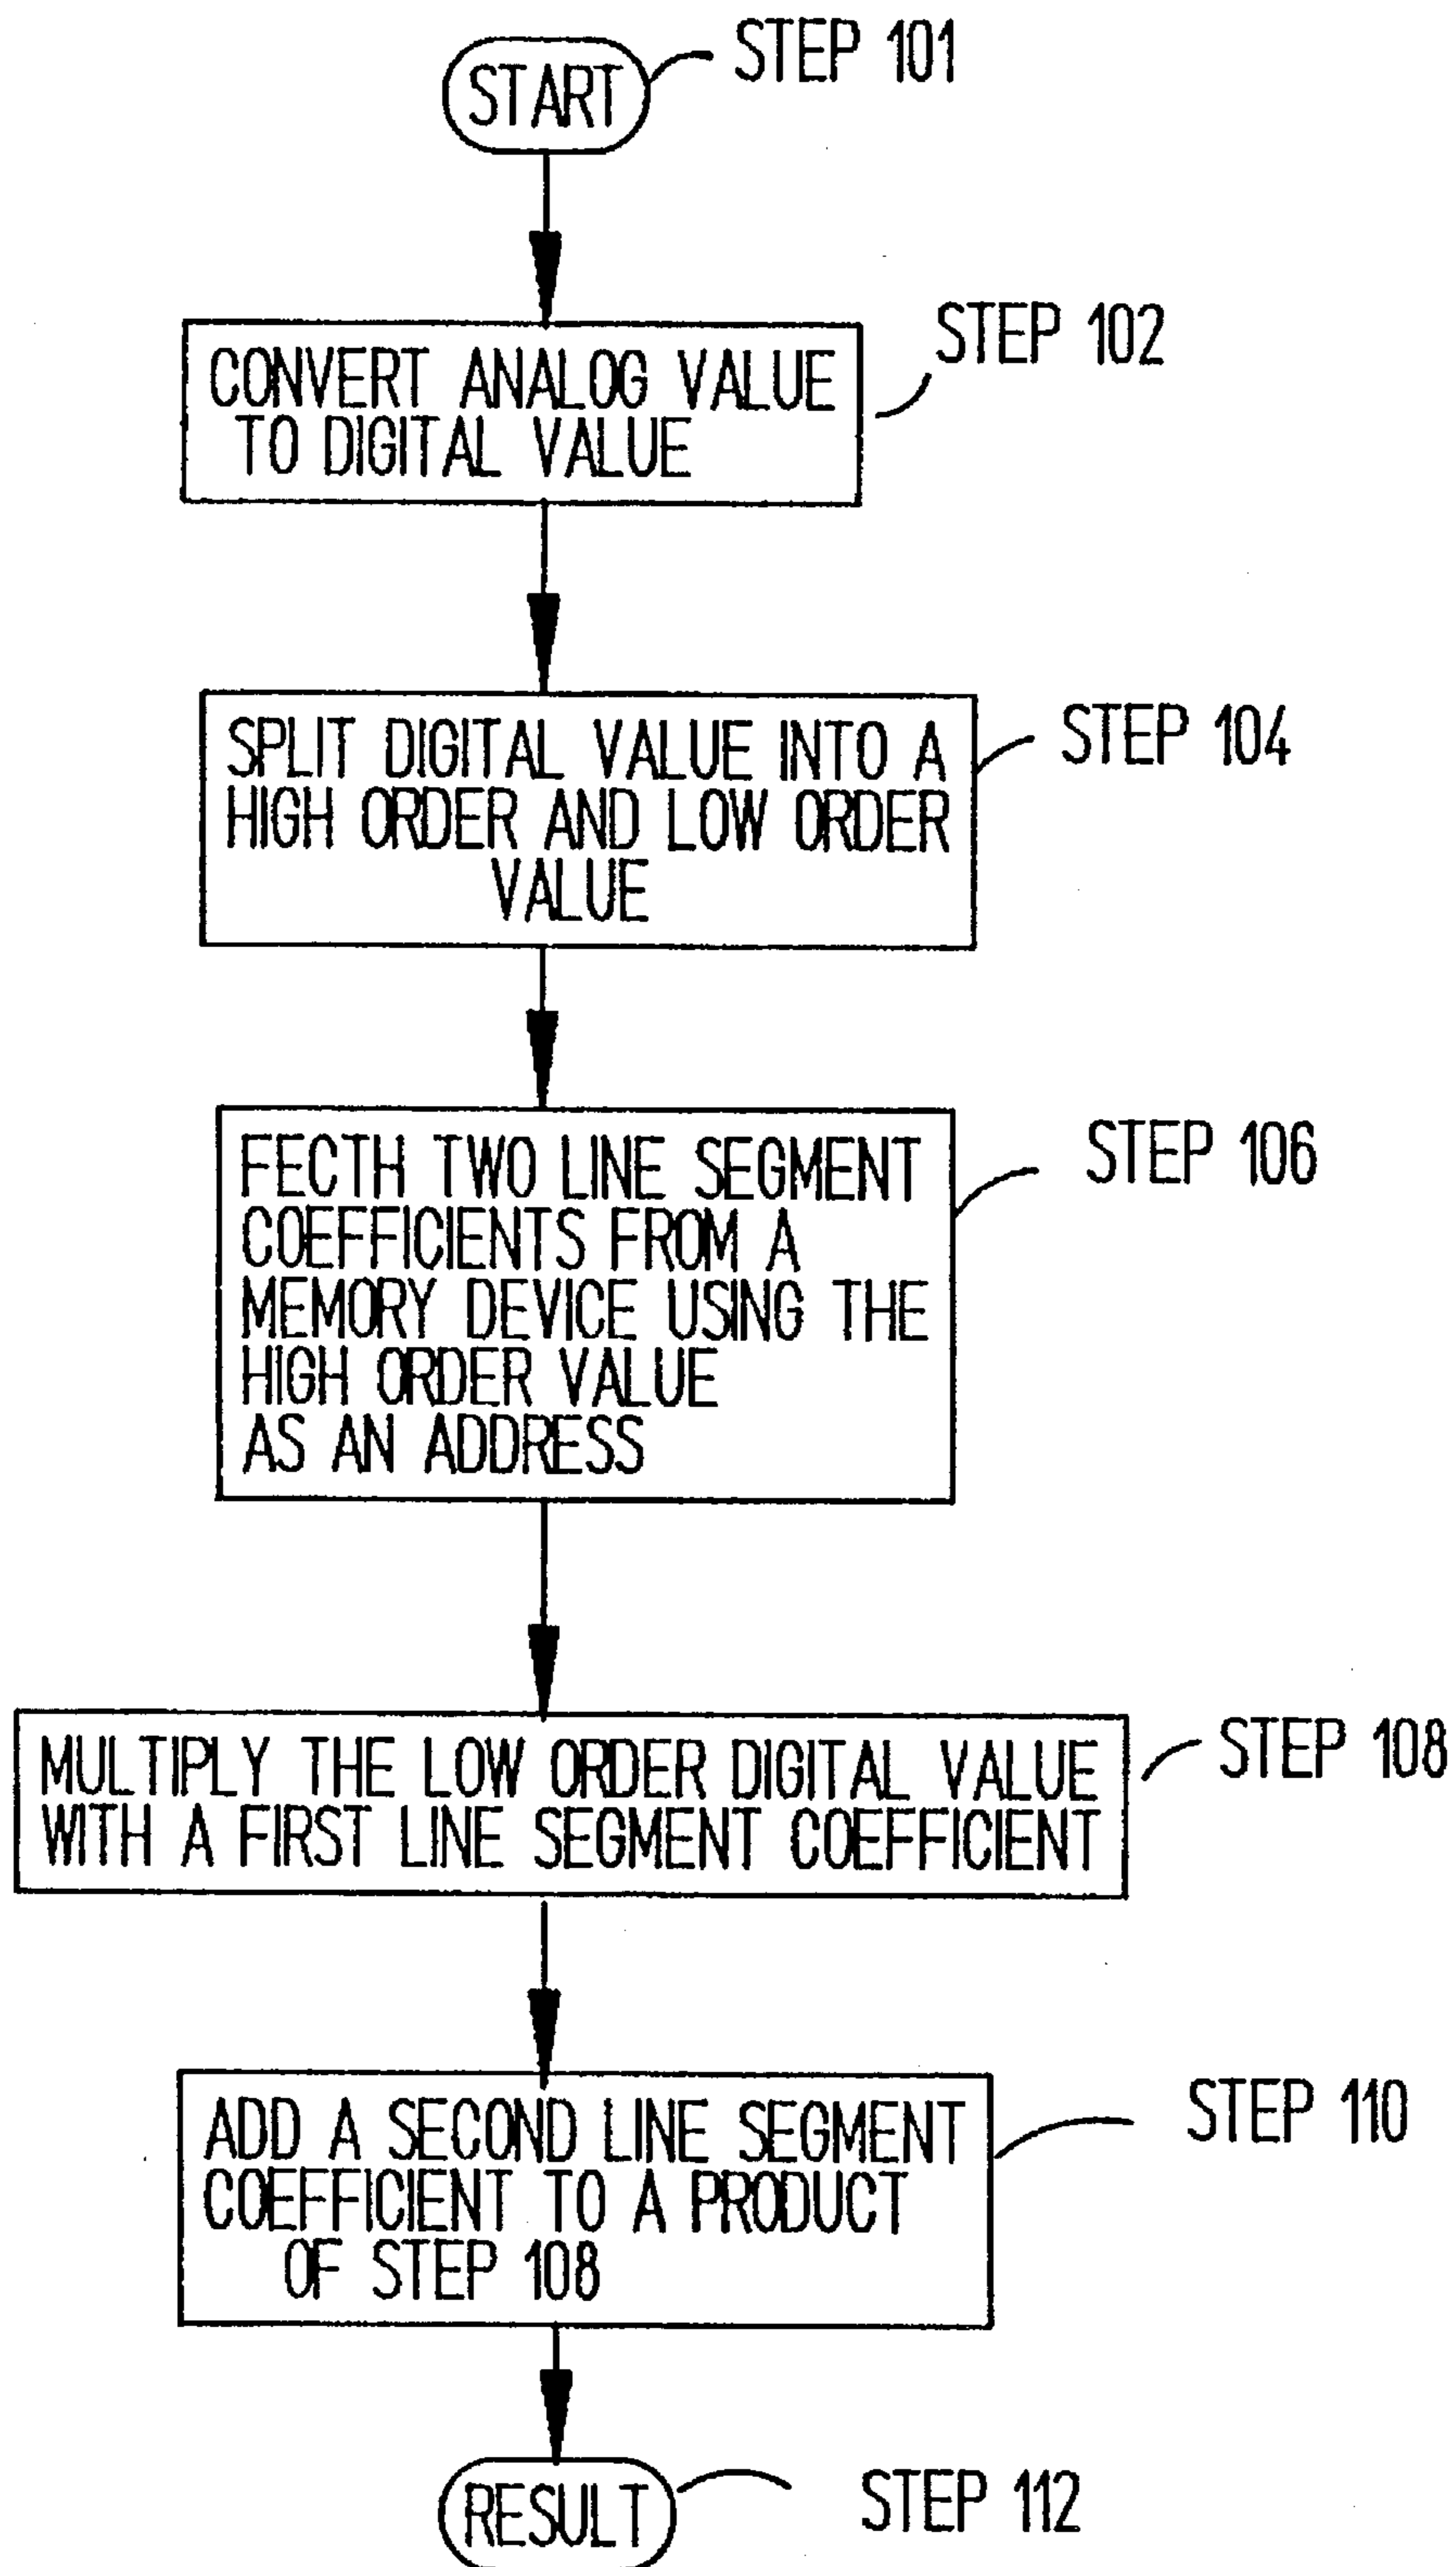 START
STEP 101
CONVERT ANALOG VALUE
TO DIGITAL VALUE
STEP 102
SPLIT DIGITAL VALUE INTO A
HIGH ORDER AND LOW ORDER
VALUE
STEP 104
FECTH TWO LINE SEGMENT
COEFFICIENTS FROM A
MEMORY DEVICE USING THE
HIGH ORDER VALUE
AS AN ADDRESS
STEP 106
MULTIPLY THE LOW ORDER DIGITAL VALUE
WITH A FIRST LINE SEGMENT COEFFICIENT
STEP 108
ADD A SECOND LINE SEGMENT
COEFFICIENT TO A PRODUCT
OF STEP 108
STEP 110
RESULT
STEP 112